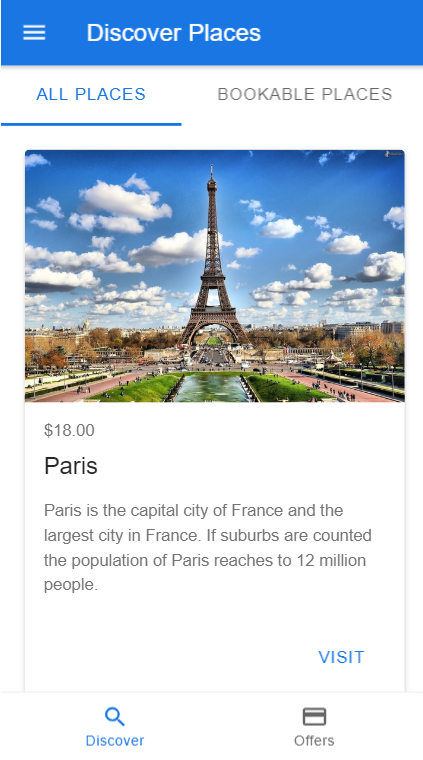 Discover Places
ALL PLACES
BOOKABLE PLACES
$18.00
Paris
Paris is the capital city of France and the
largest city in France. If suburbs are counted
the population of Paris reaches to 12 million
people.
VISIT
Discover
Offers